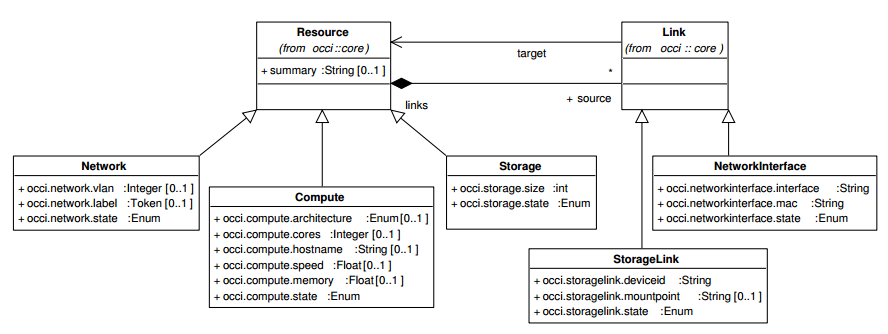 Resource
(from occi::core)
+ summary :String [0..1 ]
Link
(from occi :: core )
target
*
links
+ source
Network
+ occi.network.vlan :Integer [0..1 ]
+ occi.network.label :Token [0..1 ]
+ occi.network.state :Enum
Compute
+ occi.compute.architecture :Enum[0..1 ]
+ occi.compute.cores :Integer [0..1 ]
+ occi.compute.hostname :String [0..1 ]
+ occi.compute.speed :Float[0..1 ]
+ occi.compute.memory :Float[0..1 ]
+ occi.compute.state :Enum
Storage
+ occi.storage.size :int
+ occi.storage.state :Enum
NetworkInterface
+ occi.networkinterface.interface :String
+ occi.networkinterface.mac :String
+ occi.networkinterface.state :Enum
StorageLink
+ occi.storagelink.deviceid :String
+ occi.storagelink.mountpoint :String [0..1 ]
+ occi.storagelink.state :Enum